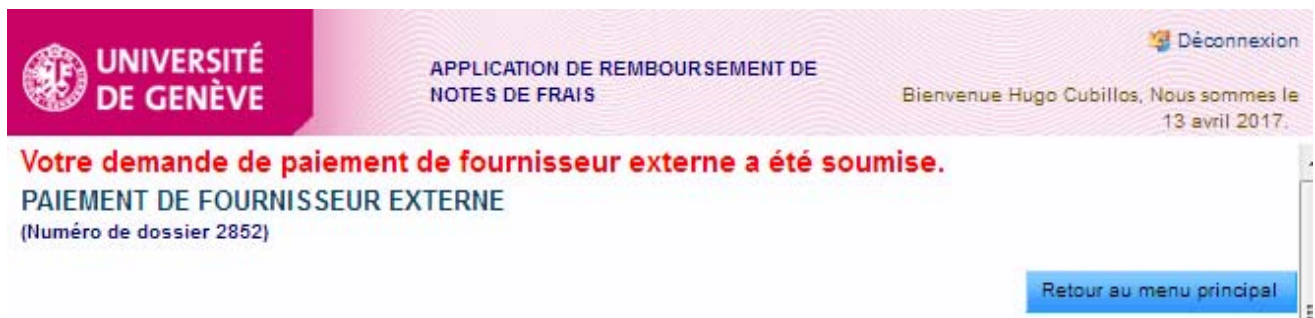 UNIVERSITÉ
DE GENÈVE
APPLICATION DE REMBOURSEMENT DE
NOTES DE FRAIS
Déconnexion
Bienvenue Hugo Cubillos, Nous sommes le
13 avril 2017.
Votre demande de paiement de fournisseur externe a été soumise.
PAIEMENT DE FOURNISSEUR EXTERNE
(Numéro de dossier 2852)
Retour au menu principal